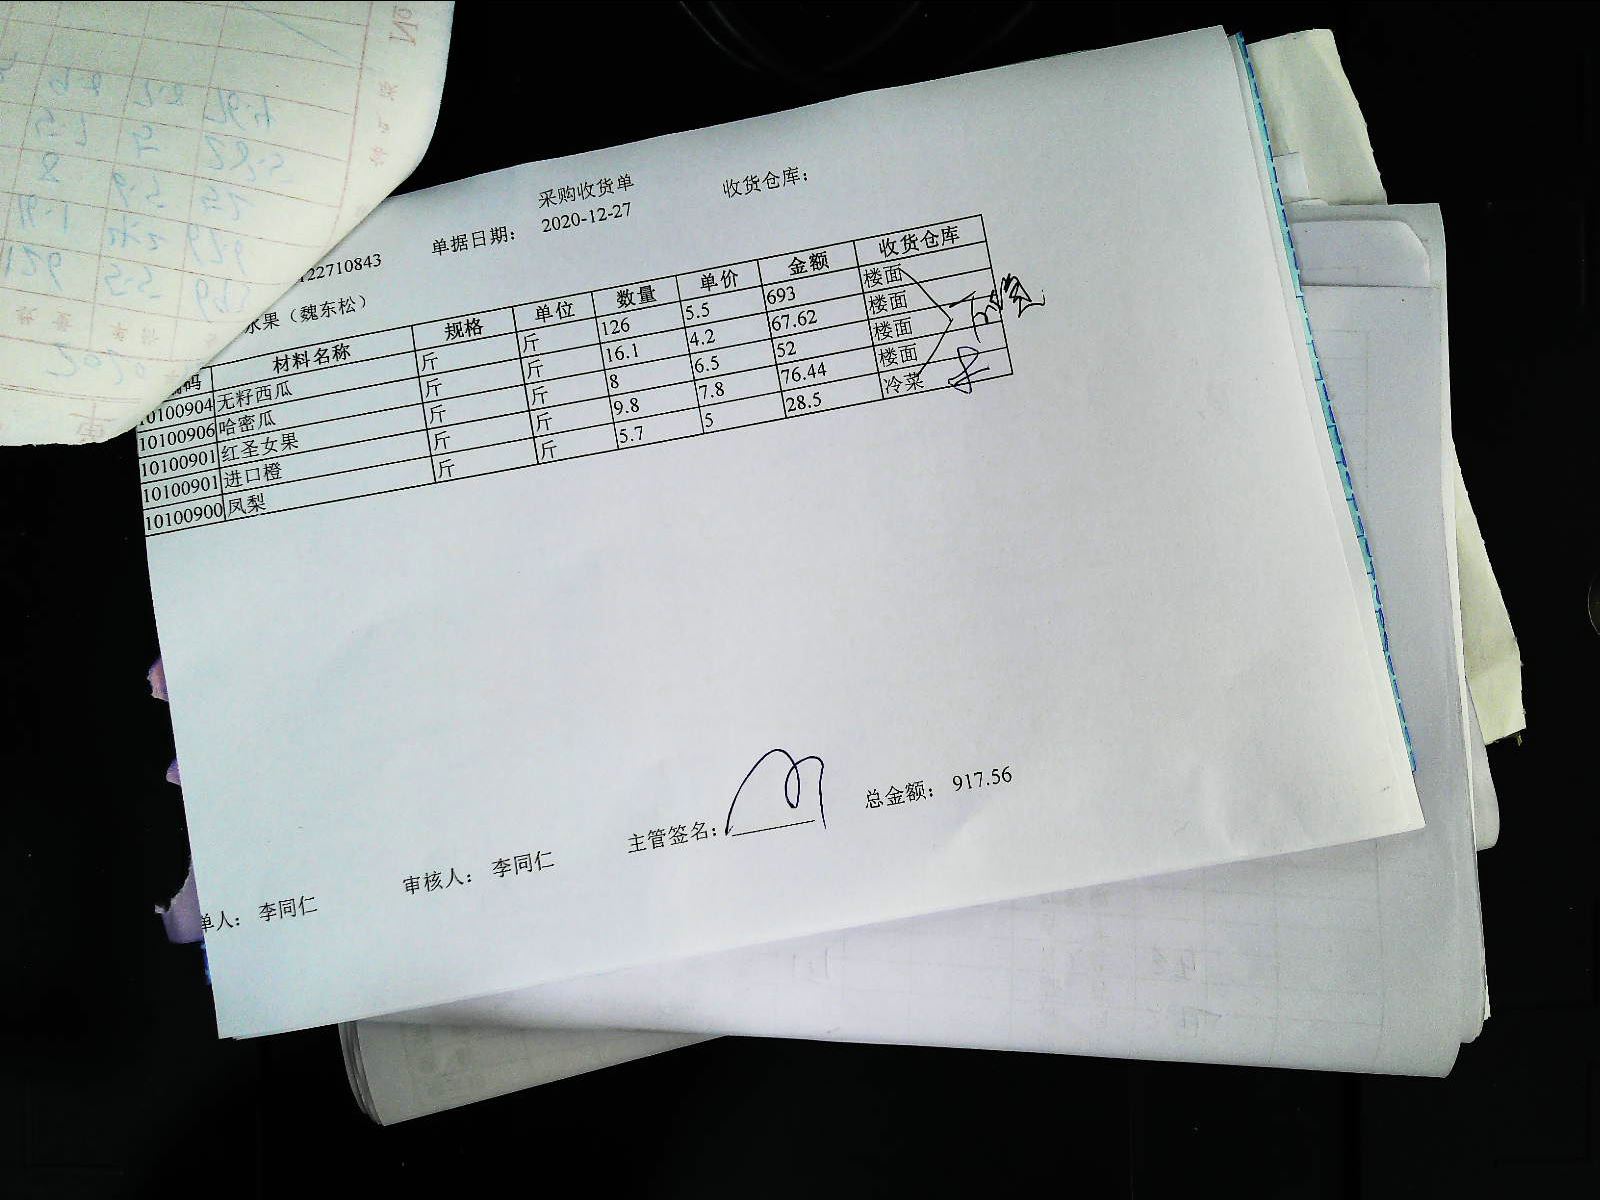 采购收货单
收货仓库：
122710843 单据日期： 2020-12-27
水果（魏东松）
编码 材料名称 规格 单位 数量 单价 金额 收货仓库
10100904 无籽西瓜 斤 斤 126 5.5 693 楼面
10100906 哈密瓜 斤 斤 16.1 4.2 67.62 楼面
10100901 红圣女果 斤 斤 8 6.5 52 楼面
10100901 进口橙 斤 斤 9.8 7.8 76.44 楼面
10100900 凤梨 斤 斤 5.7 5 28.5 冷菜
单人： 李同仁 审核人： 李同仁 主管签名： 总金额： 917.56